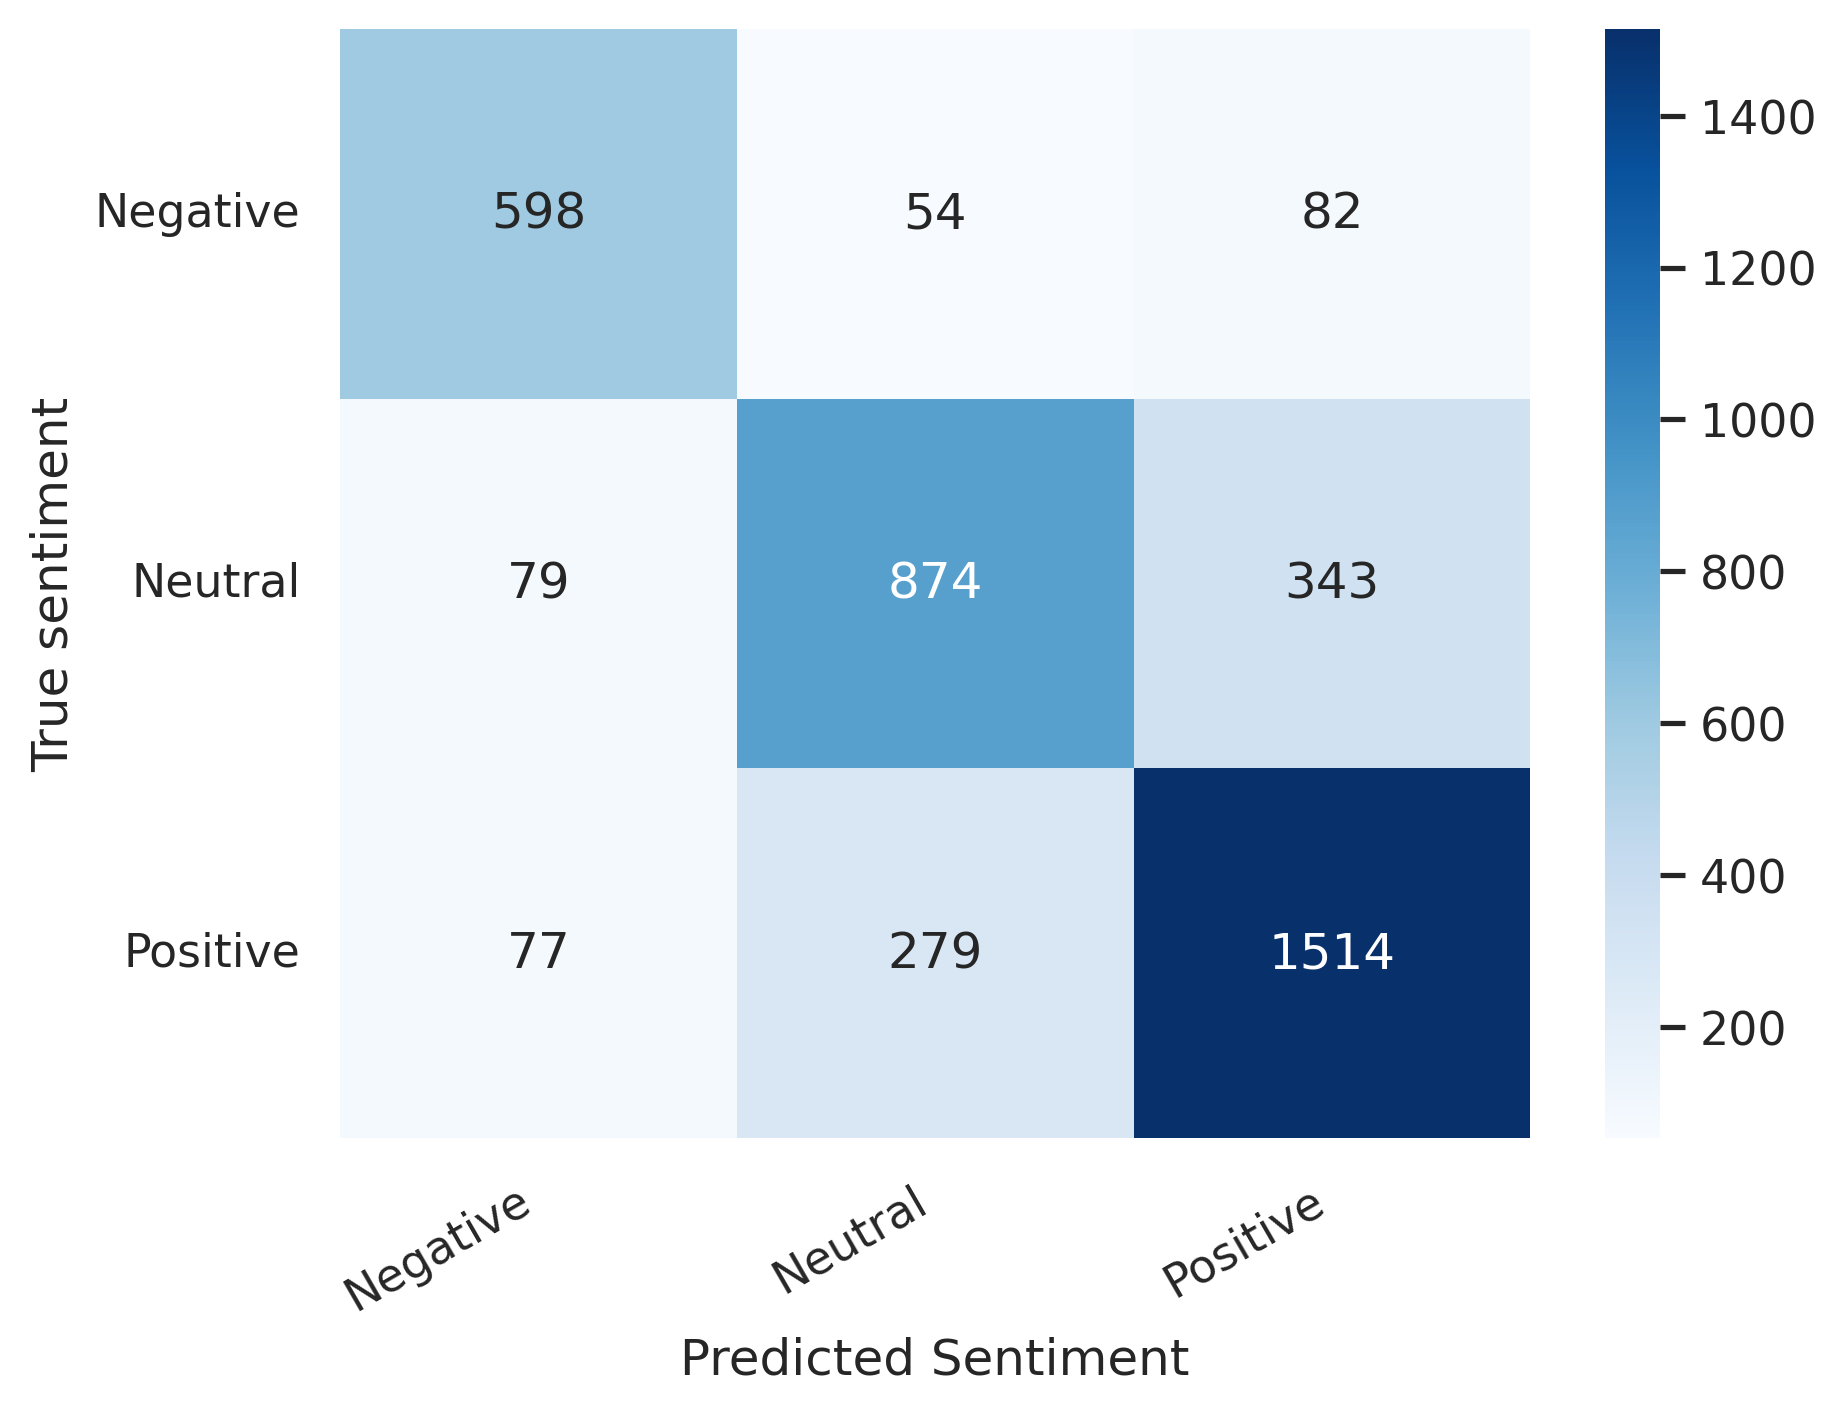 Negative 598 54 82
Neutral 79 874 343
Positive 77 279 1514
True sentiment
Negative Neutral Positive
Predicted Sentiment
1400
1200
1000
800
600
400
200